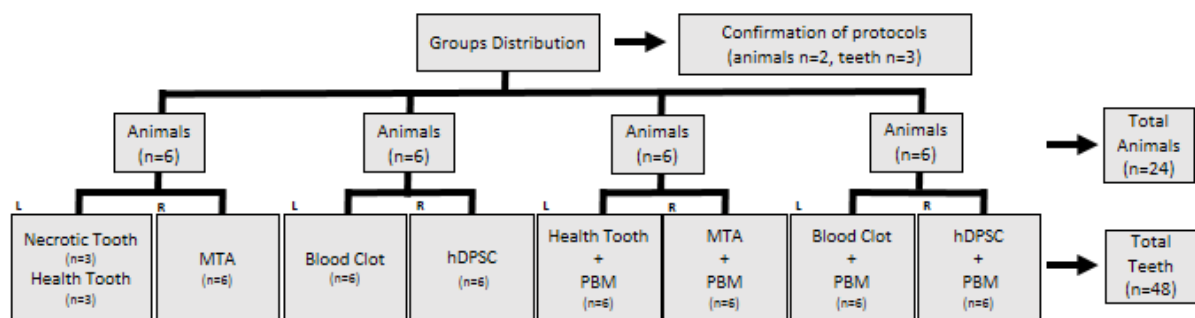 Groups Distribution
Confirmation of protocols
(animals n=2, teeth n=3)
Animals
(n=6)
Animals
(n=6)
Animals
(n=6)
Animals
(n=6)
Total
Animals
(n=24)
L
R
L
R
L
R
L
R
Necrotic Tooth
(n=3)
Health Tooth
(n=3)
MTA
(n=6)
Blood Clot
(n=6)
hDPSC
(n=6)
Health Tooth
+
PBM
(n=6)
MTA
+
PBM
(n=6)
Blood Clot
+
PBM
(n=6)
hDPSC
+
PBM
(n=6)
Total
Teeth
(n=48)